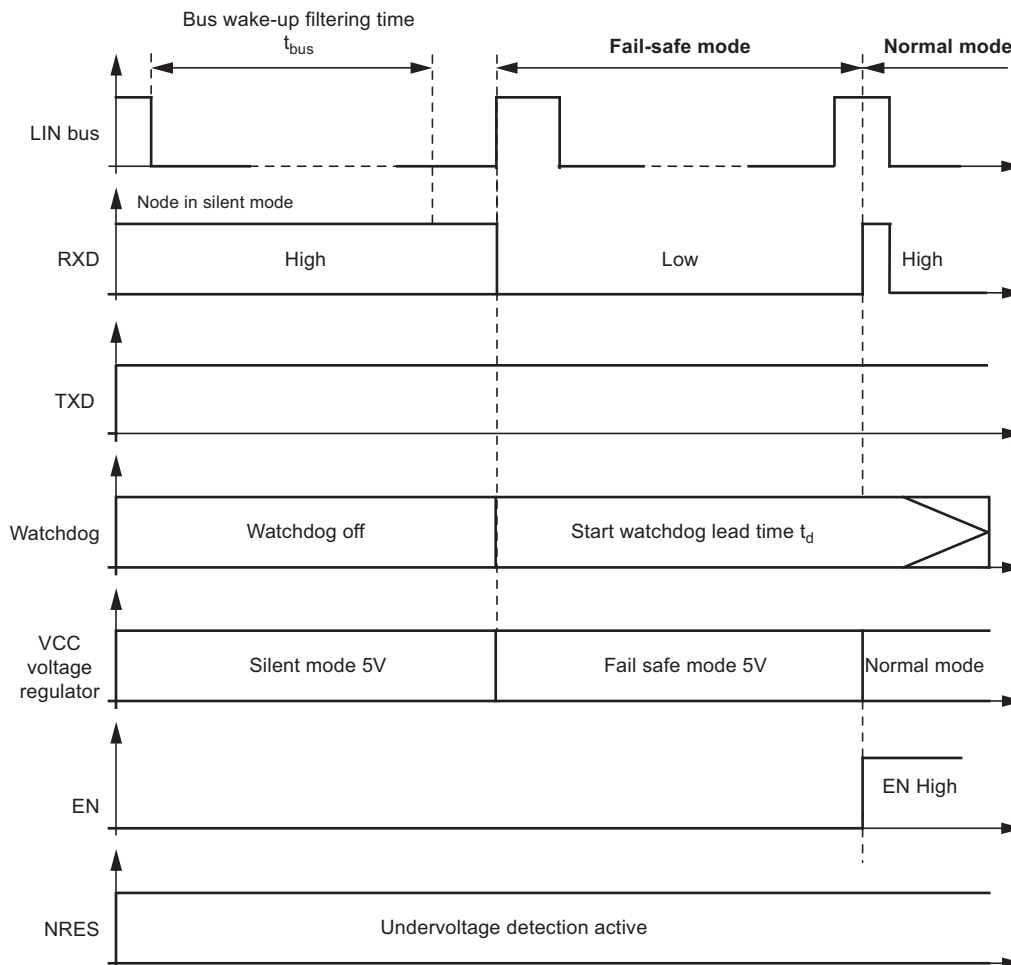 Bus wake-up filtering time
tbus
Fail-safe mode
Normal mode
LIN bus
Node in silent mode
RXD
High
Low
High
TXD
Watchdog
Watchdog off
Start watchdog lead time td
VCC
voltage
regulator
Silent mode 5V
Fail safe mode 5V
Normal mode
EN
EN High
NRES
Undervoltage detection active